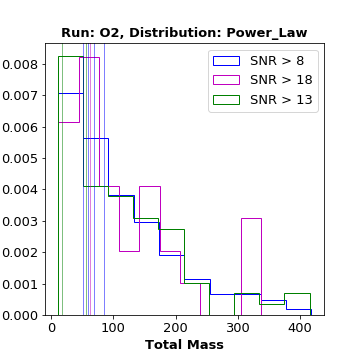 Run: O2, Distribution: Power_Law
SNR > 8
SNR > 18
SNR > 13
0.008
0.007
0.006
0.005
0.004
0.003
0.002
0.001
0.000
0 100 200 300 400
Total Mass